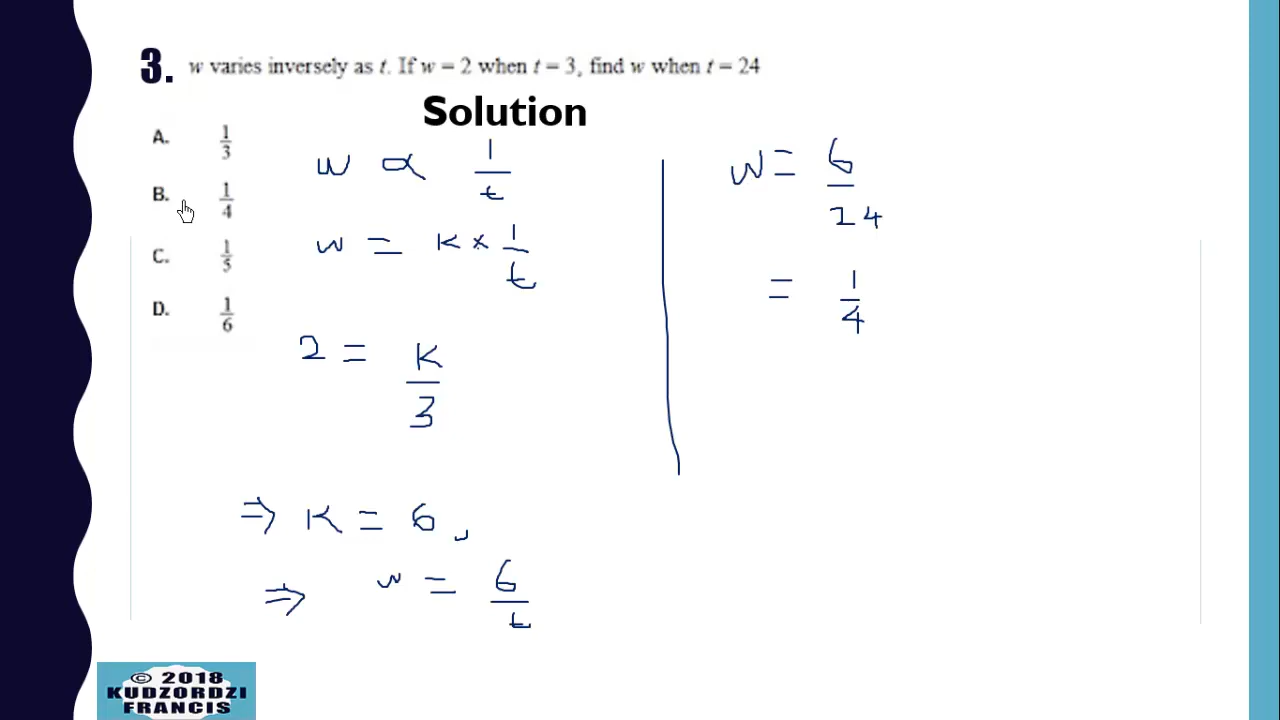 3. w varies inversely as t. If w = 2 when t = 3, find w when t = 24
Solution
A. 1/3
B. 1/4
C. 1/5
D. 1/6
w ∝ 1/t
w = K × 1/t
2 = K/3
⇒ K = 6,
⇒ w = 6/t
w = 6/24
= 1/4
© 2018
KUDZORDZI
FRANCIS